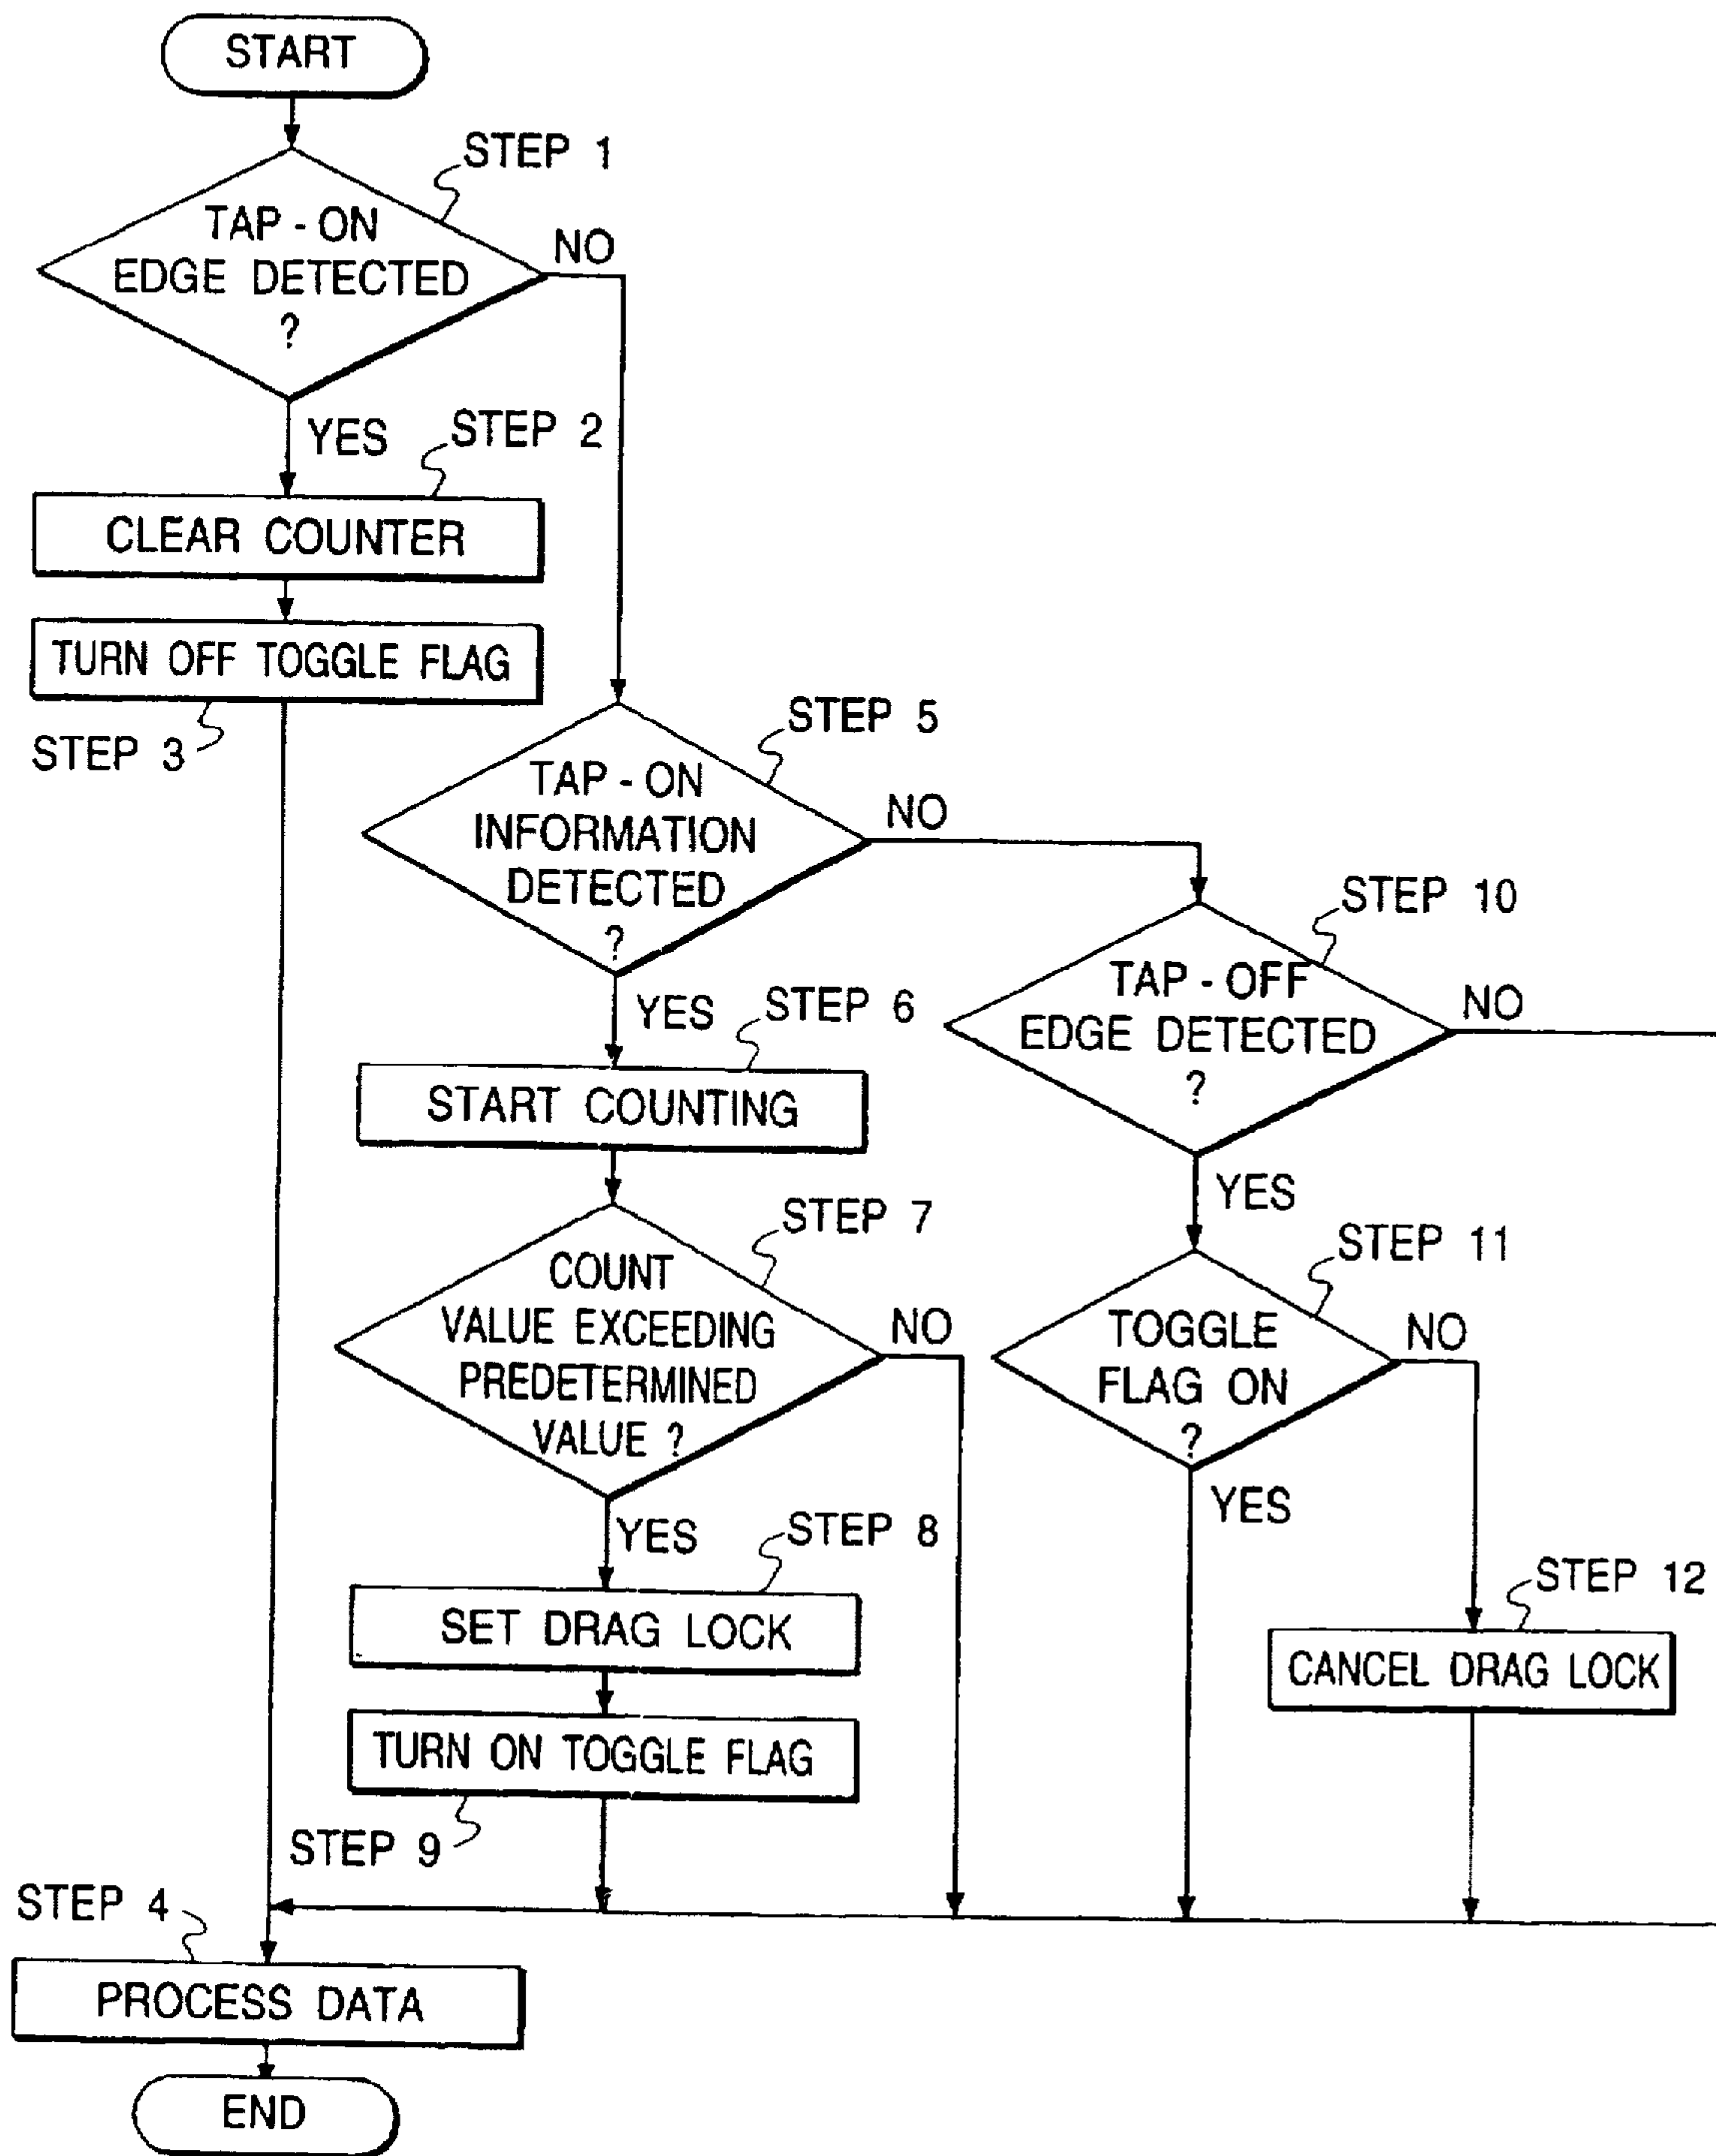 START
STEP 1
TAP - ON
EDGE DETECTED
?
NO
YES
STEP 2
CLEAR COUNTER
TURN OFF TOGGLE FLAG
STEP 3
STEP 5
TAP - ON
INFORMATION
DETECTED
?
NO
YES
STEP 6
START COUNTING
STEP 7
COUNT
VALUE EXCEEDING
PREDETERMINED
VALUE ?
NO
YES
STEP 8
SET DRAG LOCK
TURN ON TOGGLE FLAG
STEP 9
STEP 10
TAP - OFF
EDGE DETECTED
?
NO
YES
STEP 11
TOGGLE
FLAG ON
?
NO
YES
STEP 12
CANCEL DRAG LOCK
STEP 4
PROCESS DATA
END